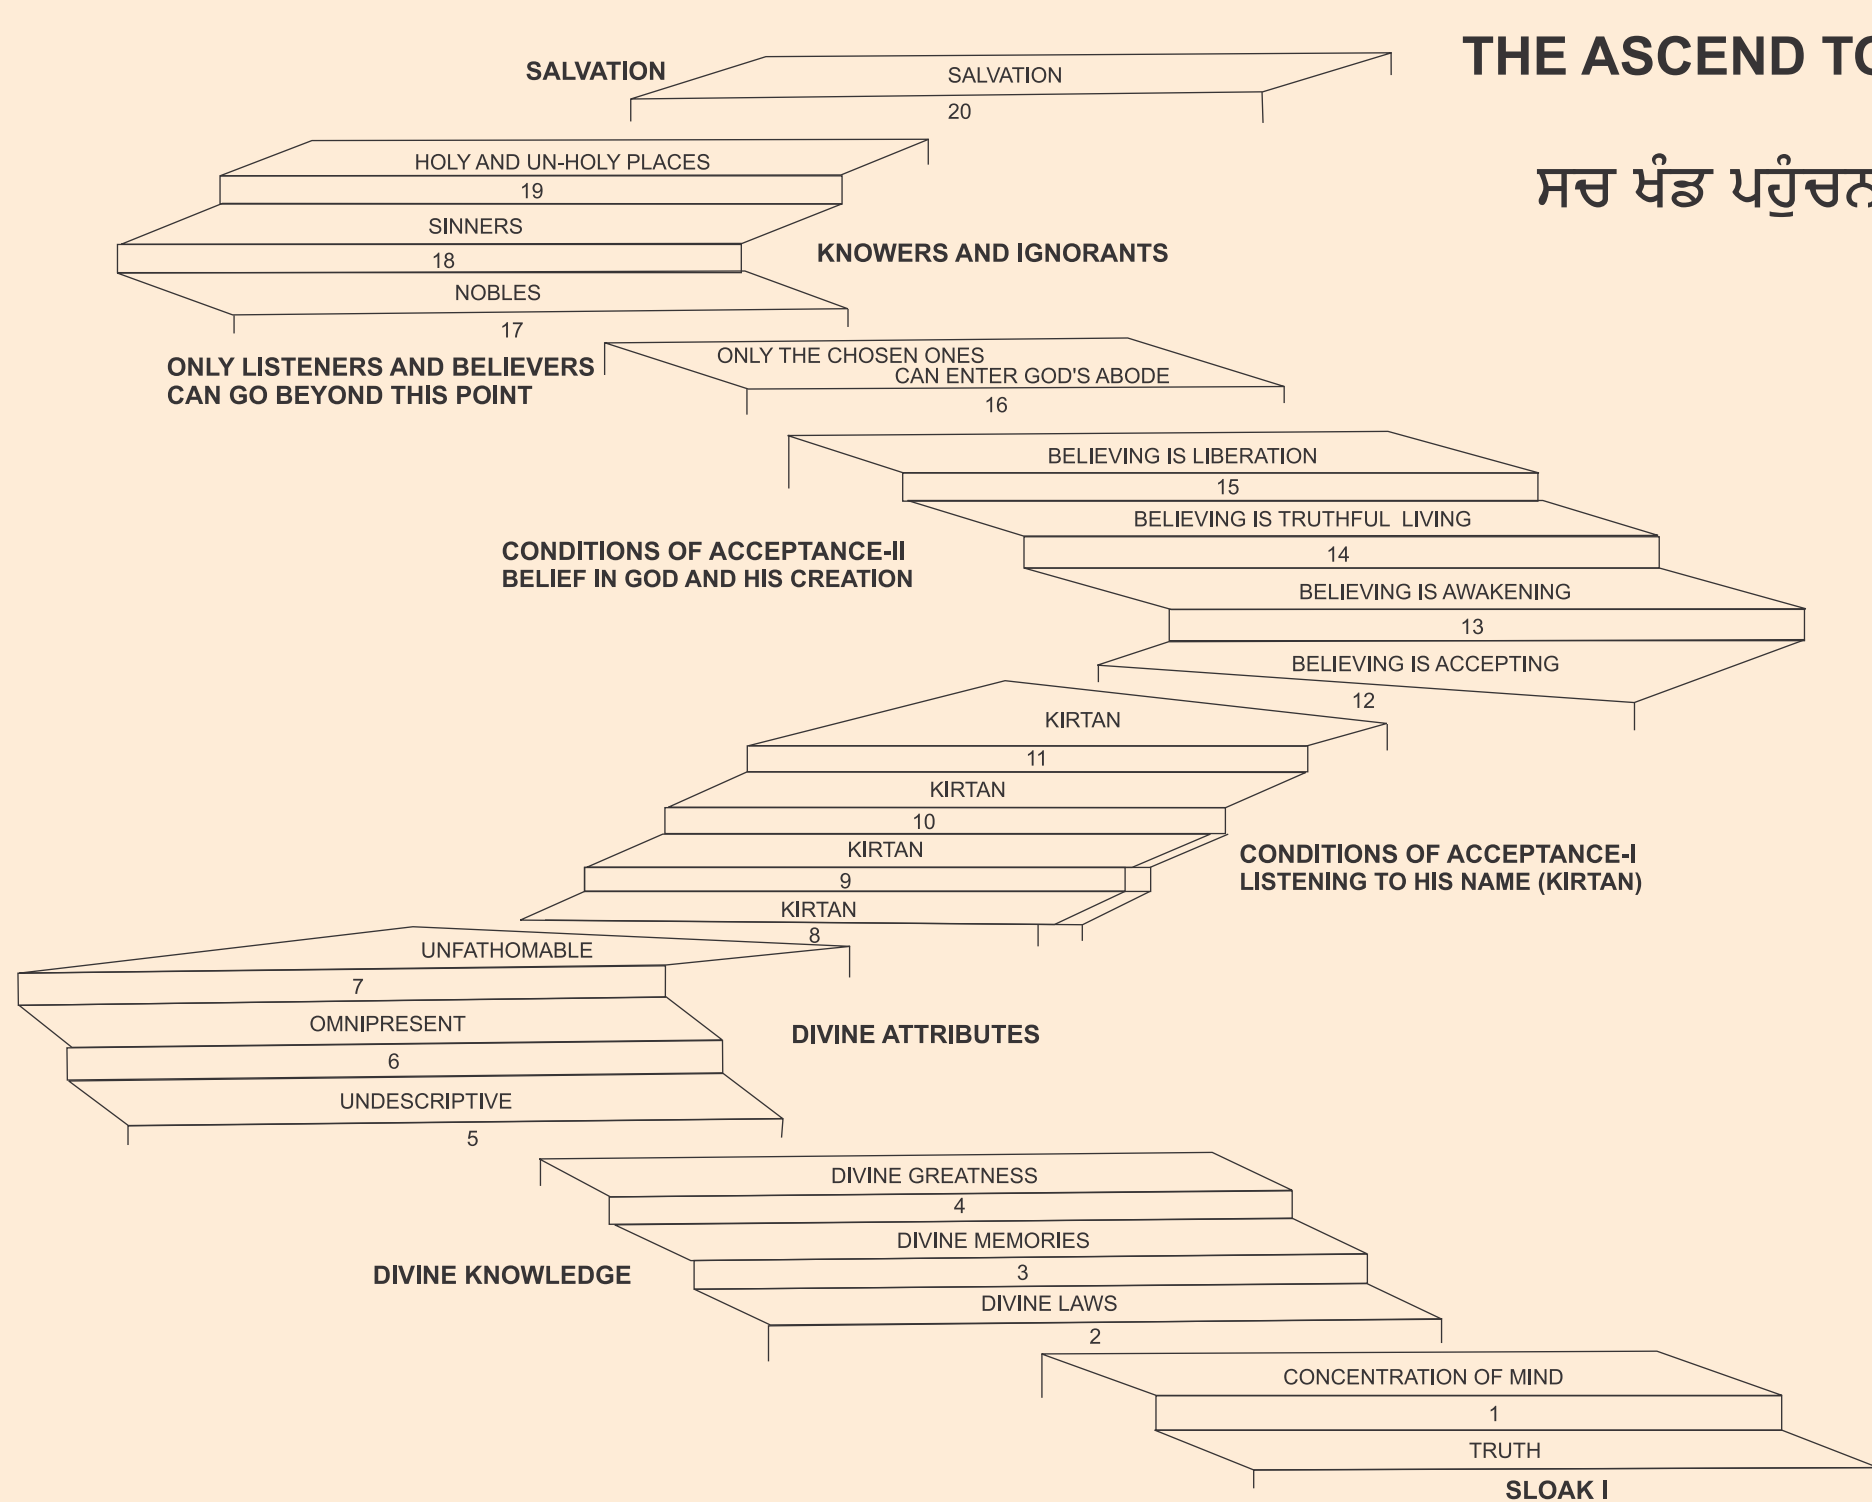 THE ASCEND TO
ਸਚ ਖੰਡ ਪਹੁੰਚਨ
SALVATION
SALVATION
20
HOLY AND UN-HOLY PLACES
19
SINNERS
18
KNOWERS AND IGNORANTS
NOBLES
17
ONLY LISTENERS AND BELIEVERS
CAN GO BEYOND THIS POINT
ONLY THE CHOSEN ONES
CAN ENTER GOD'S ABODE
16
BELIEVING IS LIBERATION
15
BELIEVING IS TRUTHFUL LIVING
14
CONDITIONS OF ACCEPTANCE-II
BELIEF IN GOD AND HIS CREATION
BELIEVING IS AWAKENING
13
BELIEVING IS ACCEPTING
12
KIRTAN
11
KIRTAN
10
KIRTAN
9
CONDITIONS OF ACCEPTANCE-I
LISTENING TO HIS NAME (KIRTAN)
KIRTAN
8
UNFATHOMABLE
7
OMNIPRESENT
6
DIVINE ATTRIBUTES
UNDESCRIPTIVE
5
DIVINE GREATNESS
4
DIVINE MEMORIES
3
DIVINE KNOWLEDGE
DIVINE LAWS
2
CONCENTRATION OF MIND
1
TRUTH
SLOAK I